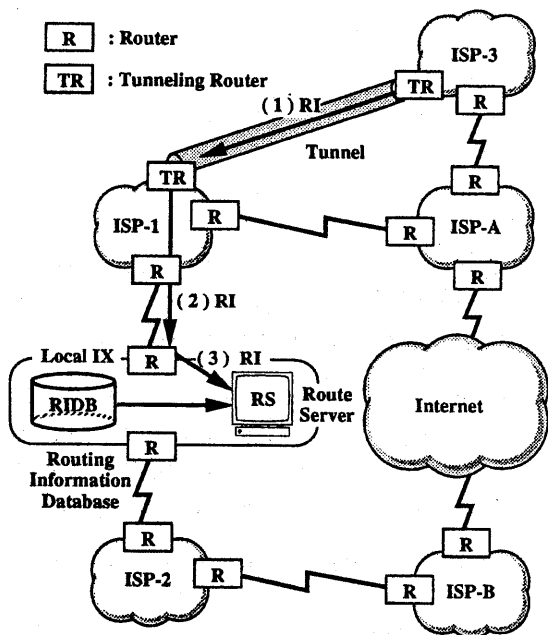 R : Router
TR : Tunneling Router
ISP-3
TR
R
(1) RI
Tunnel
TR
R
R
ISP-1
R
ISP-A
R
R
(2) RI
Local IX
R
(3) RI
RIDB
RS
Route
Server
Internet
R
Routing
Information
Database
R
R
ISP-2
R
R
ISP-B